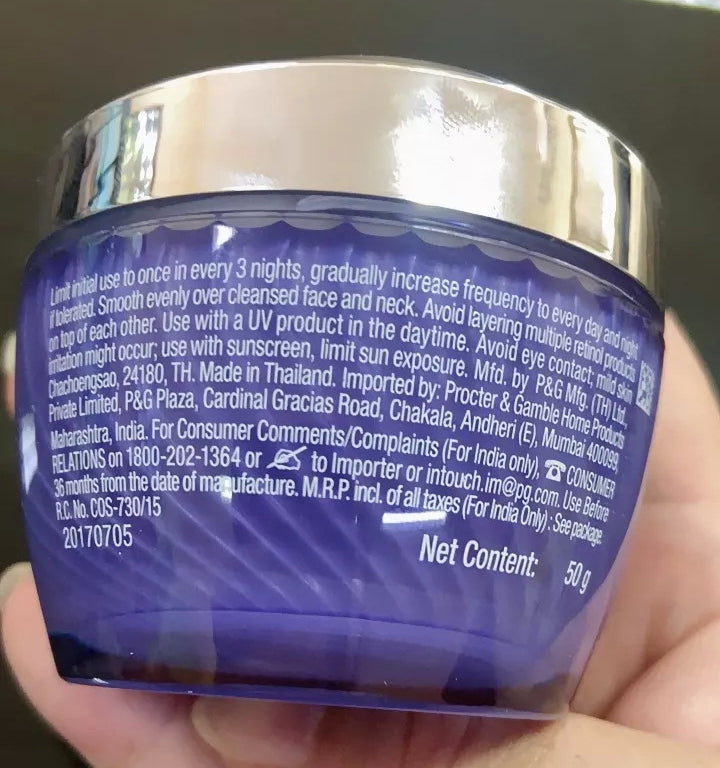 Limit initial use to once in every 3 nights, gradually increase frequency to every day and night
if tolerated. Smooth evenly over cleansed face and neck. Avoid layering multiple retinol products
on top of each other. Use with a UV product in the daytime. Avoid eye contact; mild skin
irritation might occur; use with sunscreen, limit sun exposure. Mfd. by P&G Mfg. (TH) Ltd.,
Chachoengsao, 24180, TH. Made in Thailand. Imported by: Procter & Gamble Home Products
Private Limited, P&G Plaza, Cardinal Gracias Road, Chakala, Andheri (E), Mumbai 400099,
Maharashtra, India. For Consumer Comments/Complaints (For India only) ☎ CONSUMER
RELATIONS on 1800-202-1364 or ✍ to Importer or intouch.im@pg.com. Use Before
36 months from the date of manufacture. M.R.P. incl. of all taxes (For India Only) : See package.
R.C. No. COS-730/15
20170705
Net Content: 50 g